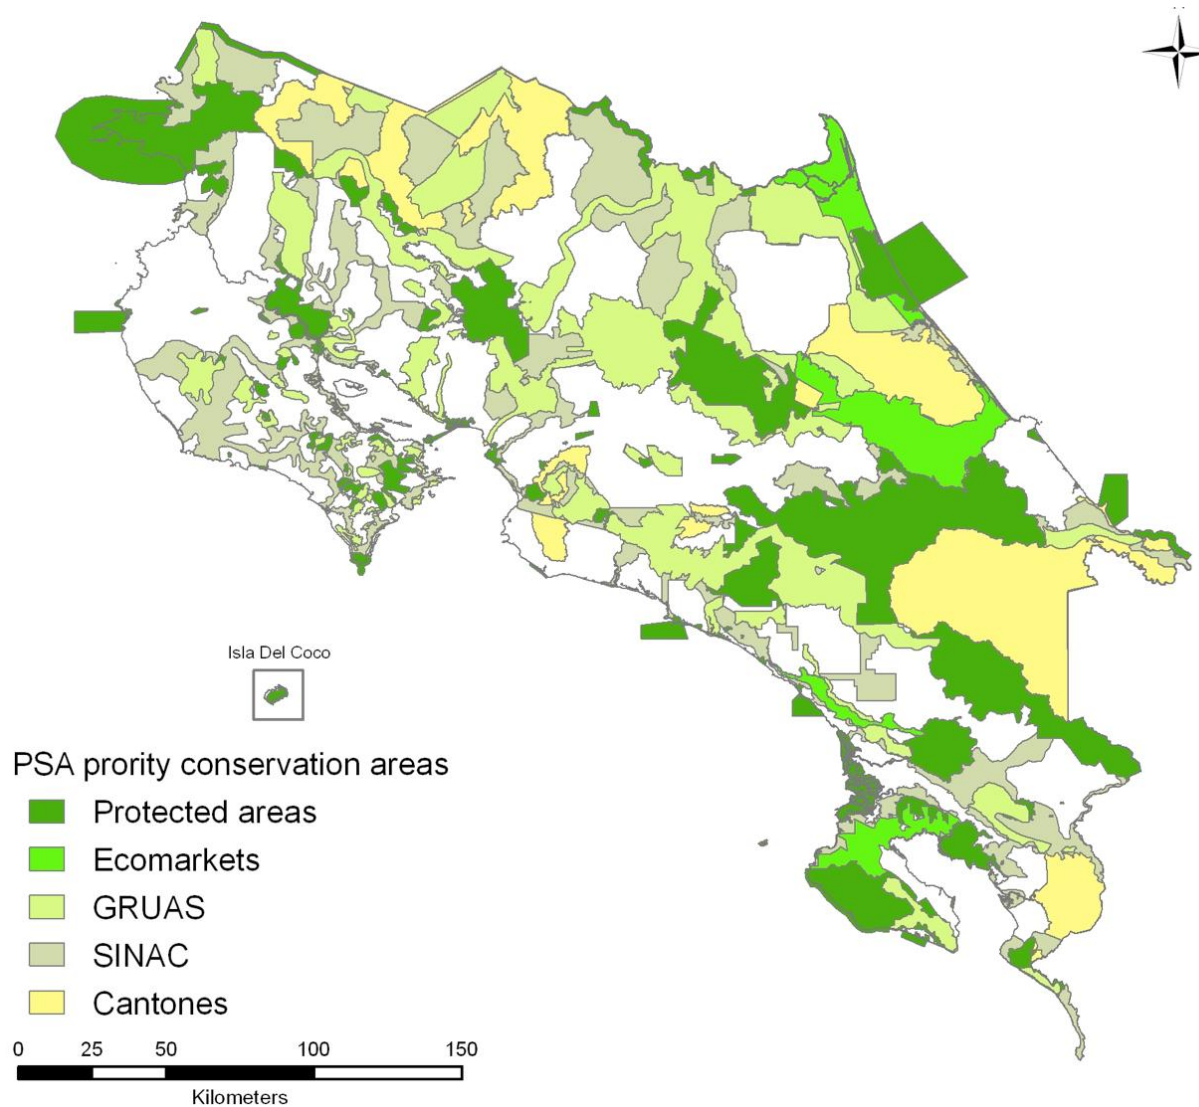 Isla Del Coco
PSA prority conservation areas
Protected areas
Ecomarkets
GRUAS
SINAC
Cantones
0 25 50 100 150
Kilometers